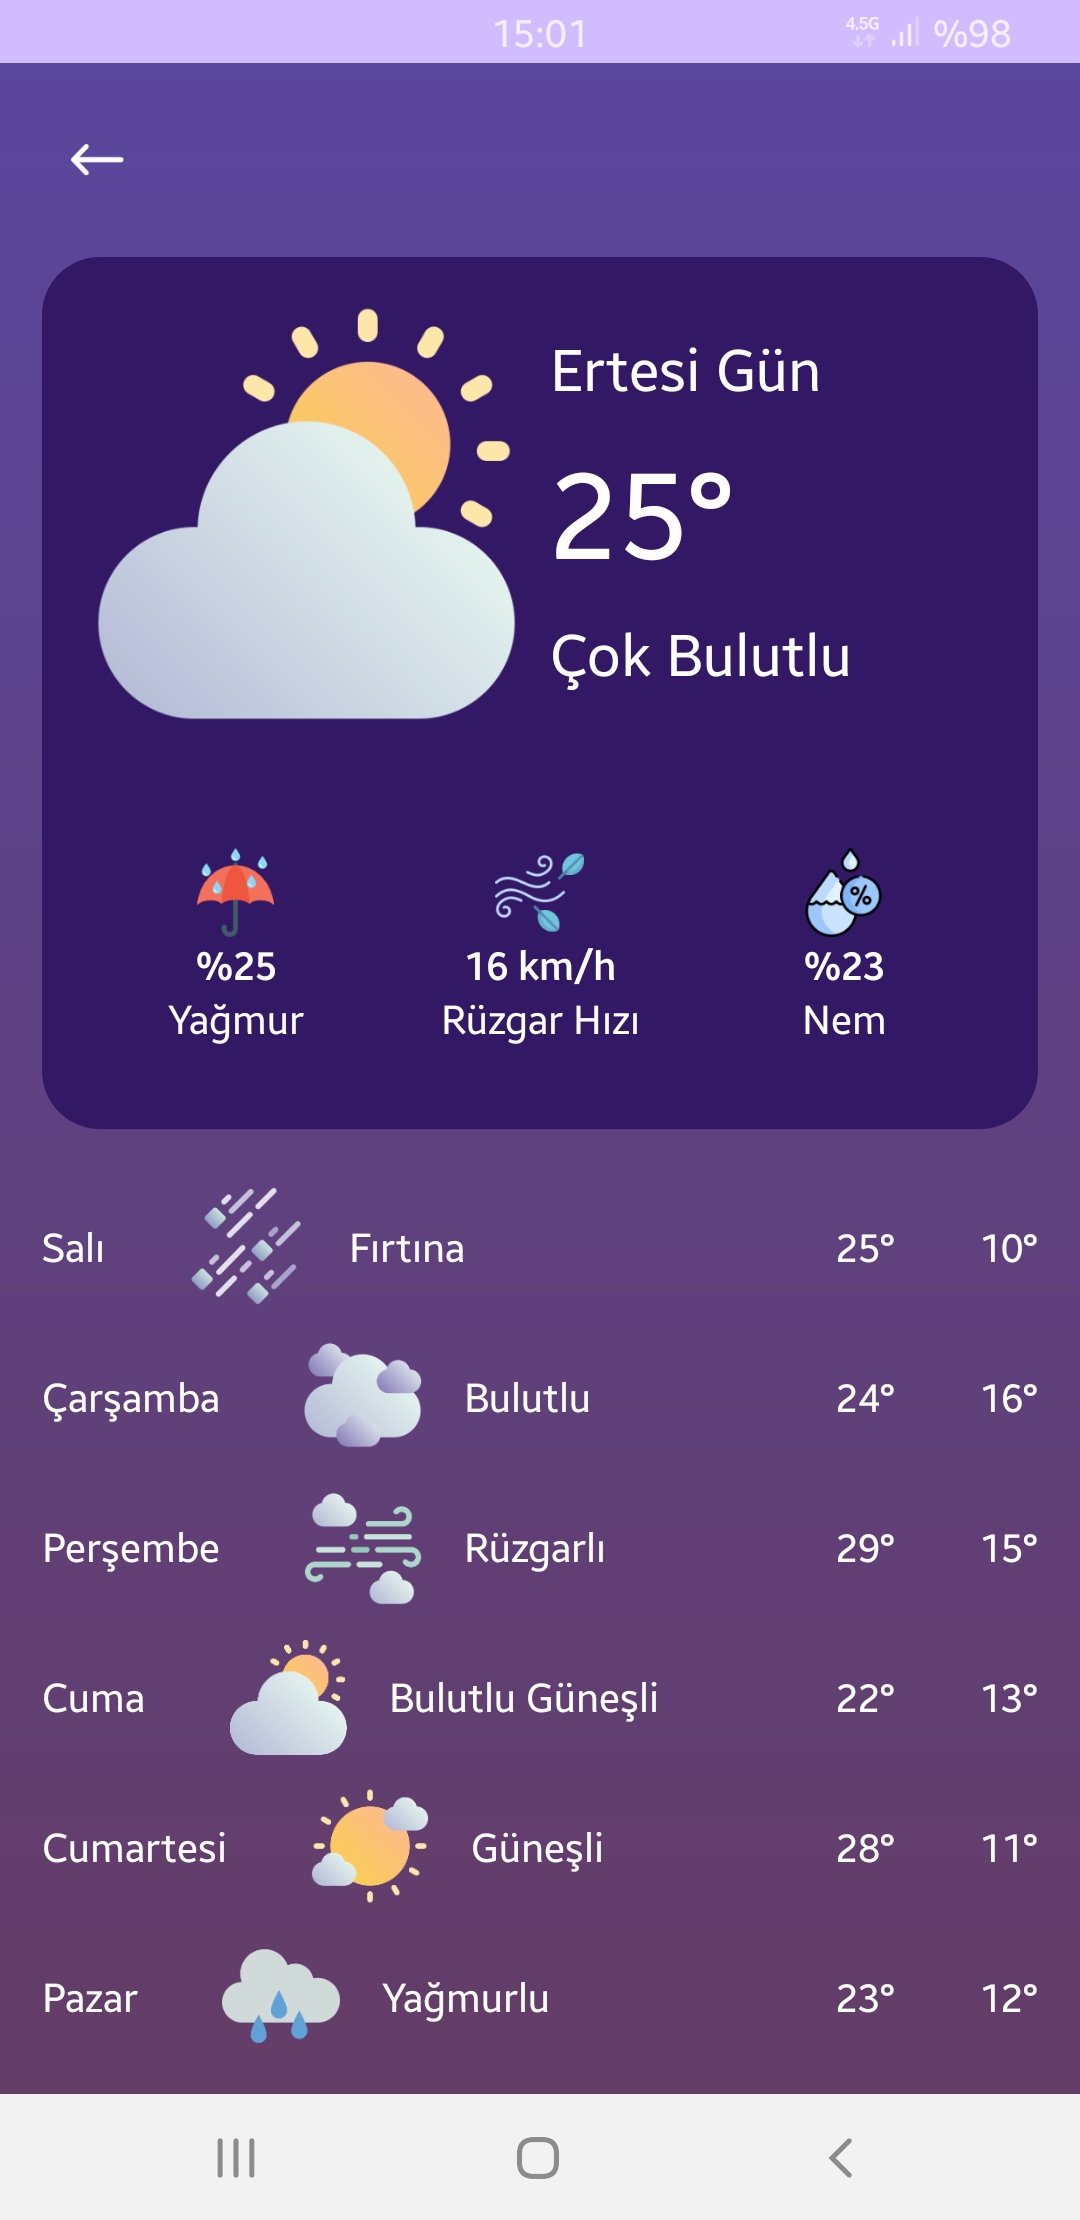 15:01 4.5G %98
Ertesi Gün
25°
Çok Bulutlu
%
%25 16 km/h %23
Yağmur Rüzgar Hızı Nem
Salı Fırtına 25° 10°
Çarşamba Bulutlu 24° 16°
Perşembe Rüzgarlı 29° 15°
Cuma Bulutlu Güneşli 22° 13°
Cumartesi Güneşli 28° 11°
Pazar Yağmurlu 23° 12°